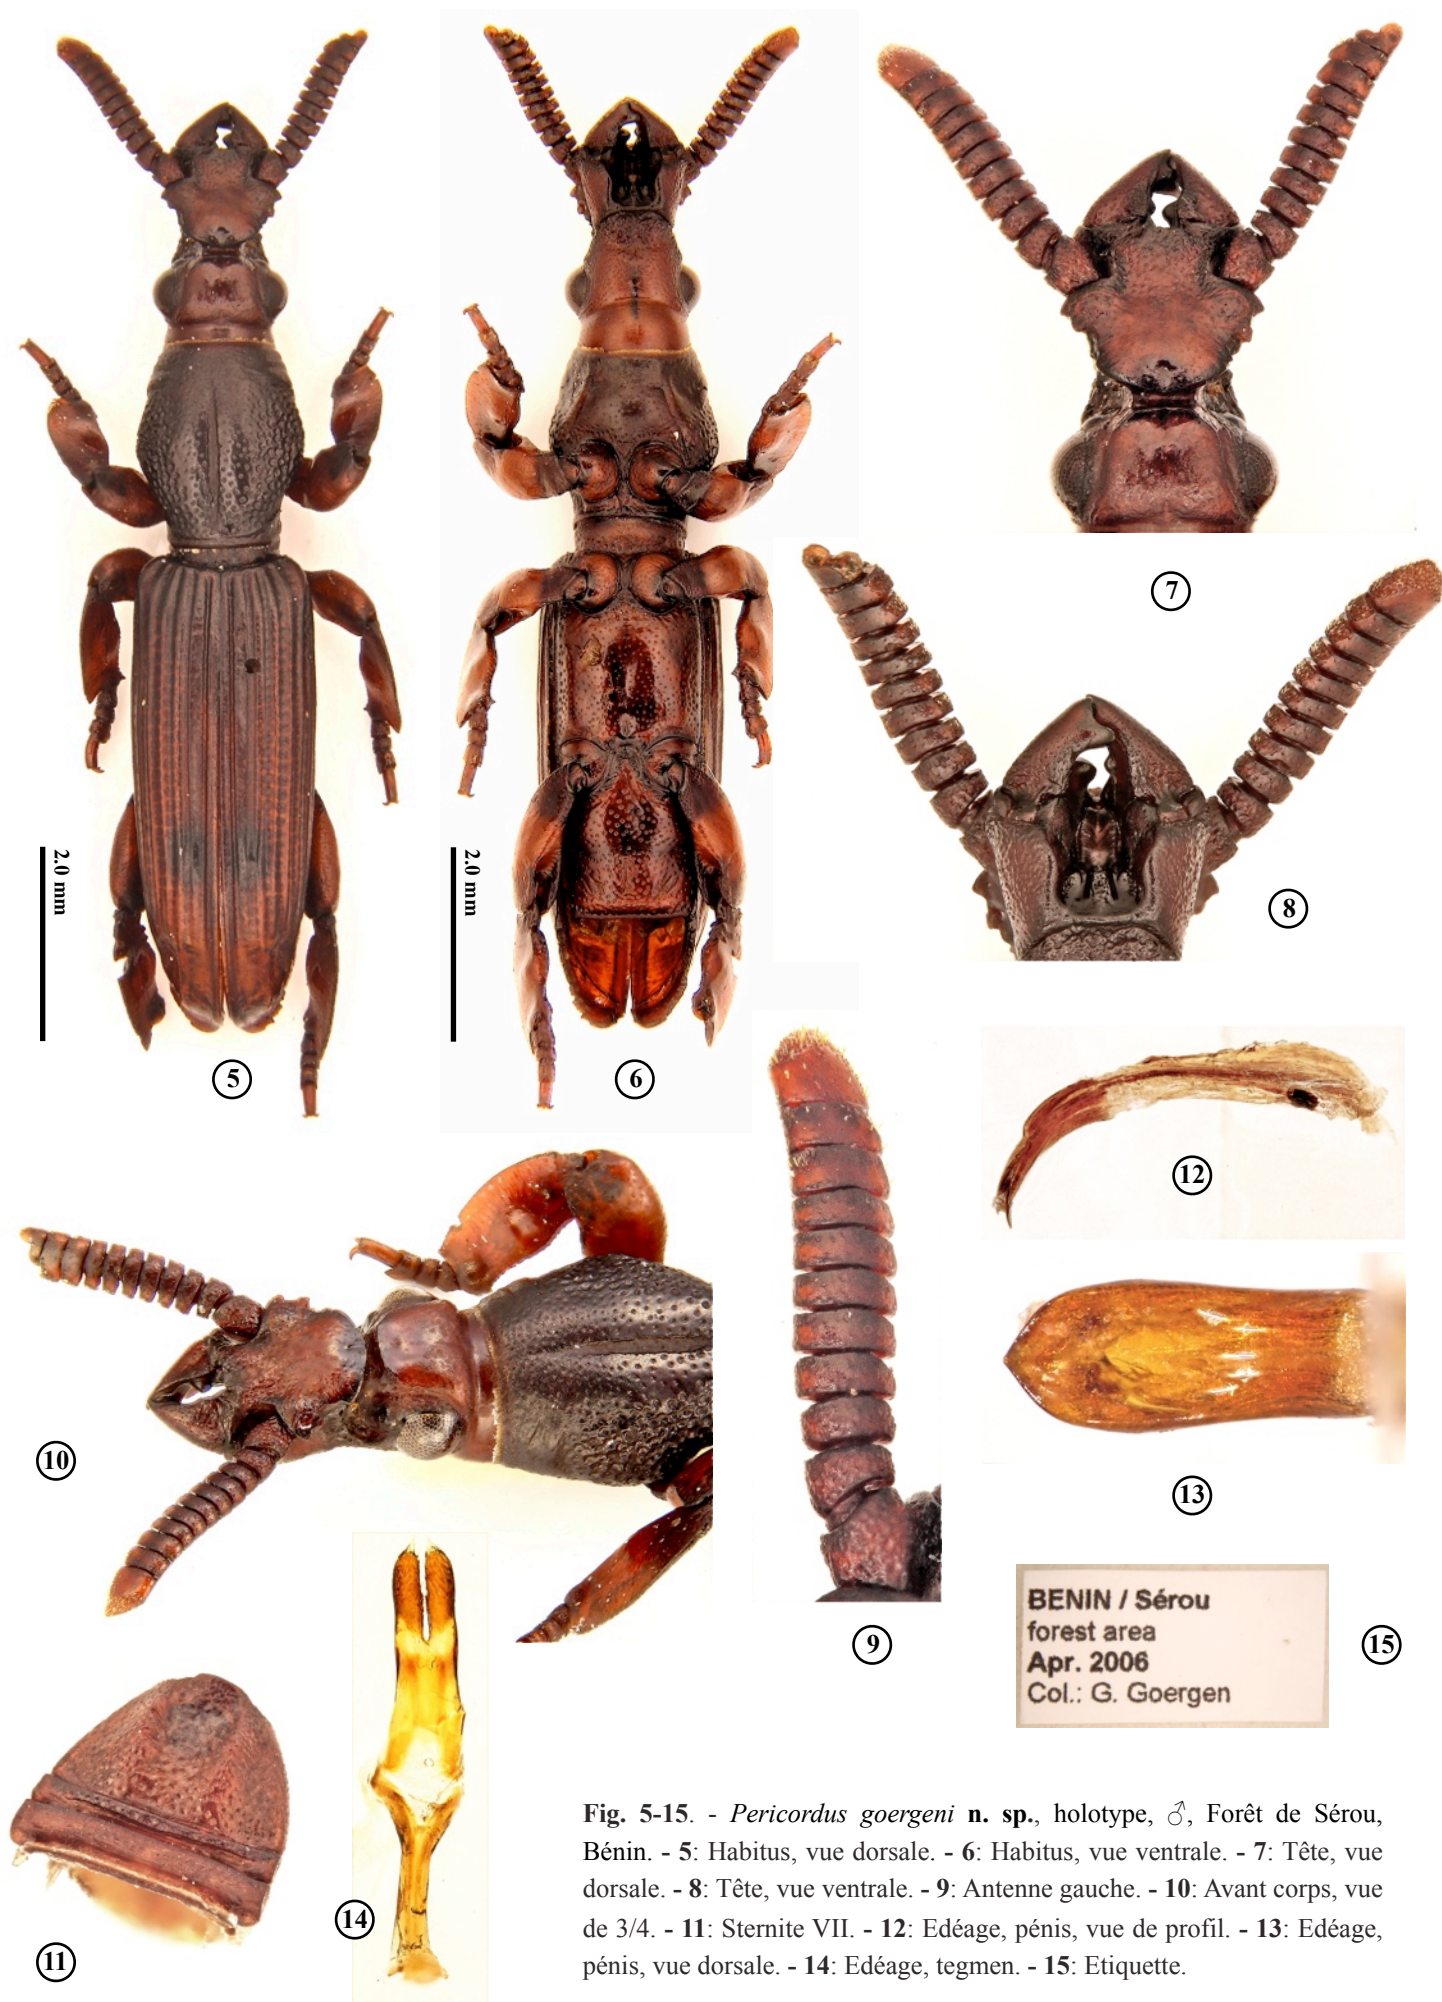 2.0 mm
2.0 mm
5
6
7
8
9
10
11
12
13
14
15
BENIN / Sérou
forest area
Apr. 2006
Col.: G. Goergen
Fig. 5-15. - Pericordus goergeni n. sp., holotype, ♂, Forêt de Sérou,
Bénin. - 5: Habitus, vue dorsale. - 6: Habitus, vue ventrale. - 7: Tête, vue
dorsale. - 8: Tête, vue ventrale. - 9: Antenne gauche. - 10: Avant corps, vue
de 3/4. - 11: Sternite VII. - 12: Edéage, pénis, vue de profil. - 13: Edéage,
pénis, vue dorsale. - 14: Edéage, tegmen. - 15: Etiquette.